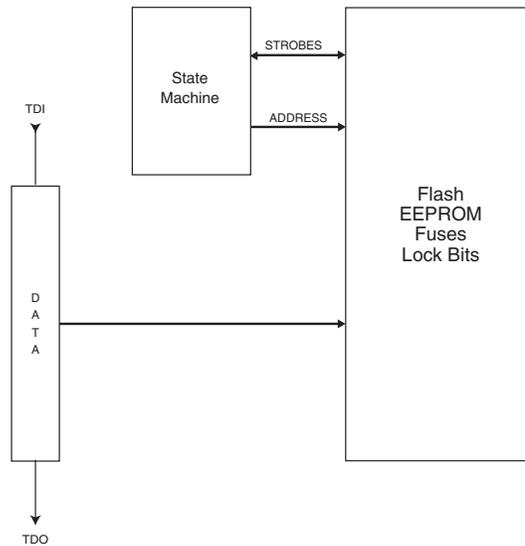 STROBES
State
Machine
ADDRESS
TDI
Flash
EEPROM
Fuses
Lock Bits
D
A
T
A
TDO